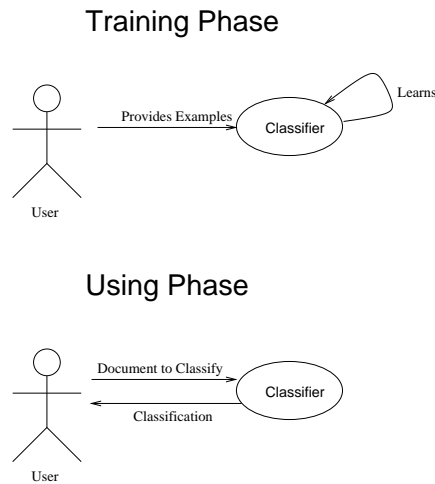 Training Phase
Learns
Provides Examples
Classifier
User
Using Phase
Document to Classify
Classifier
Classification
User